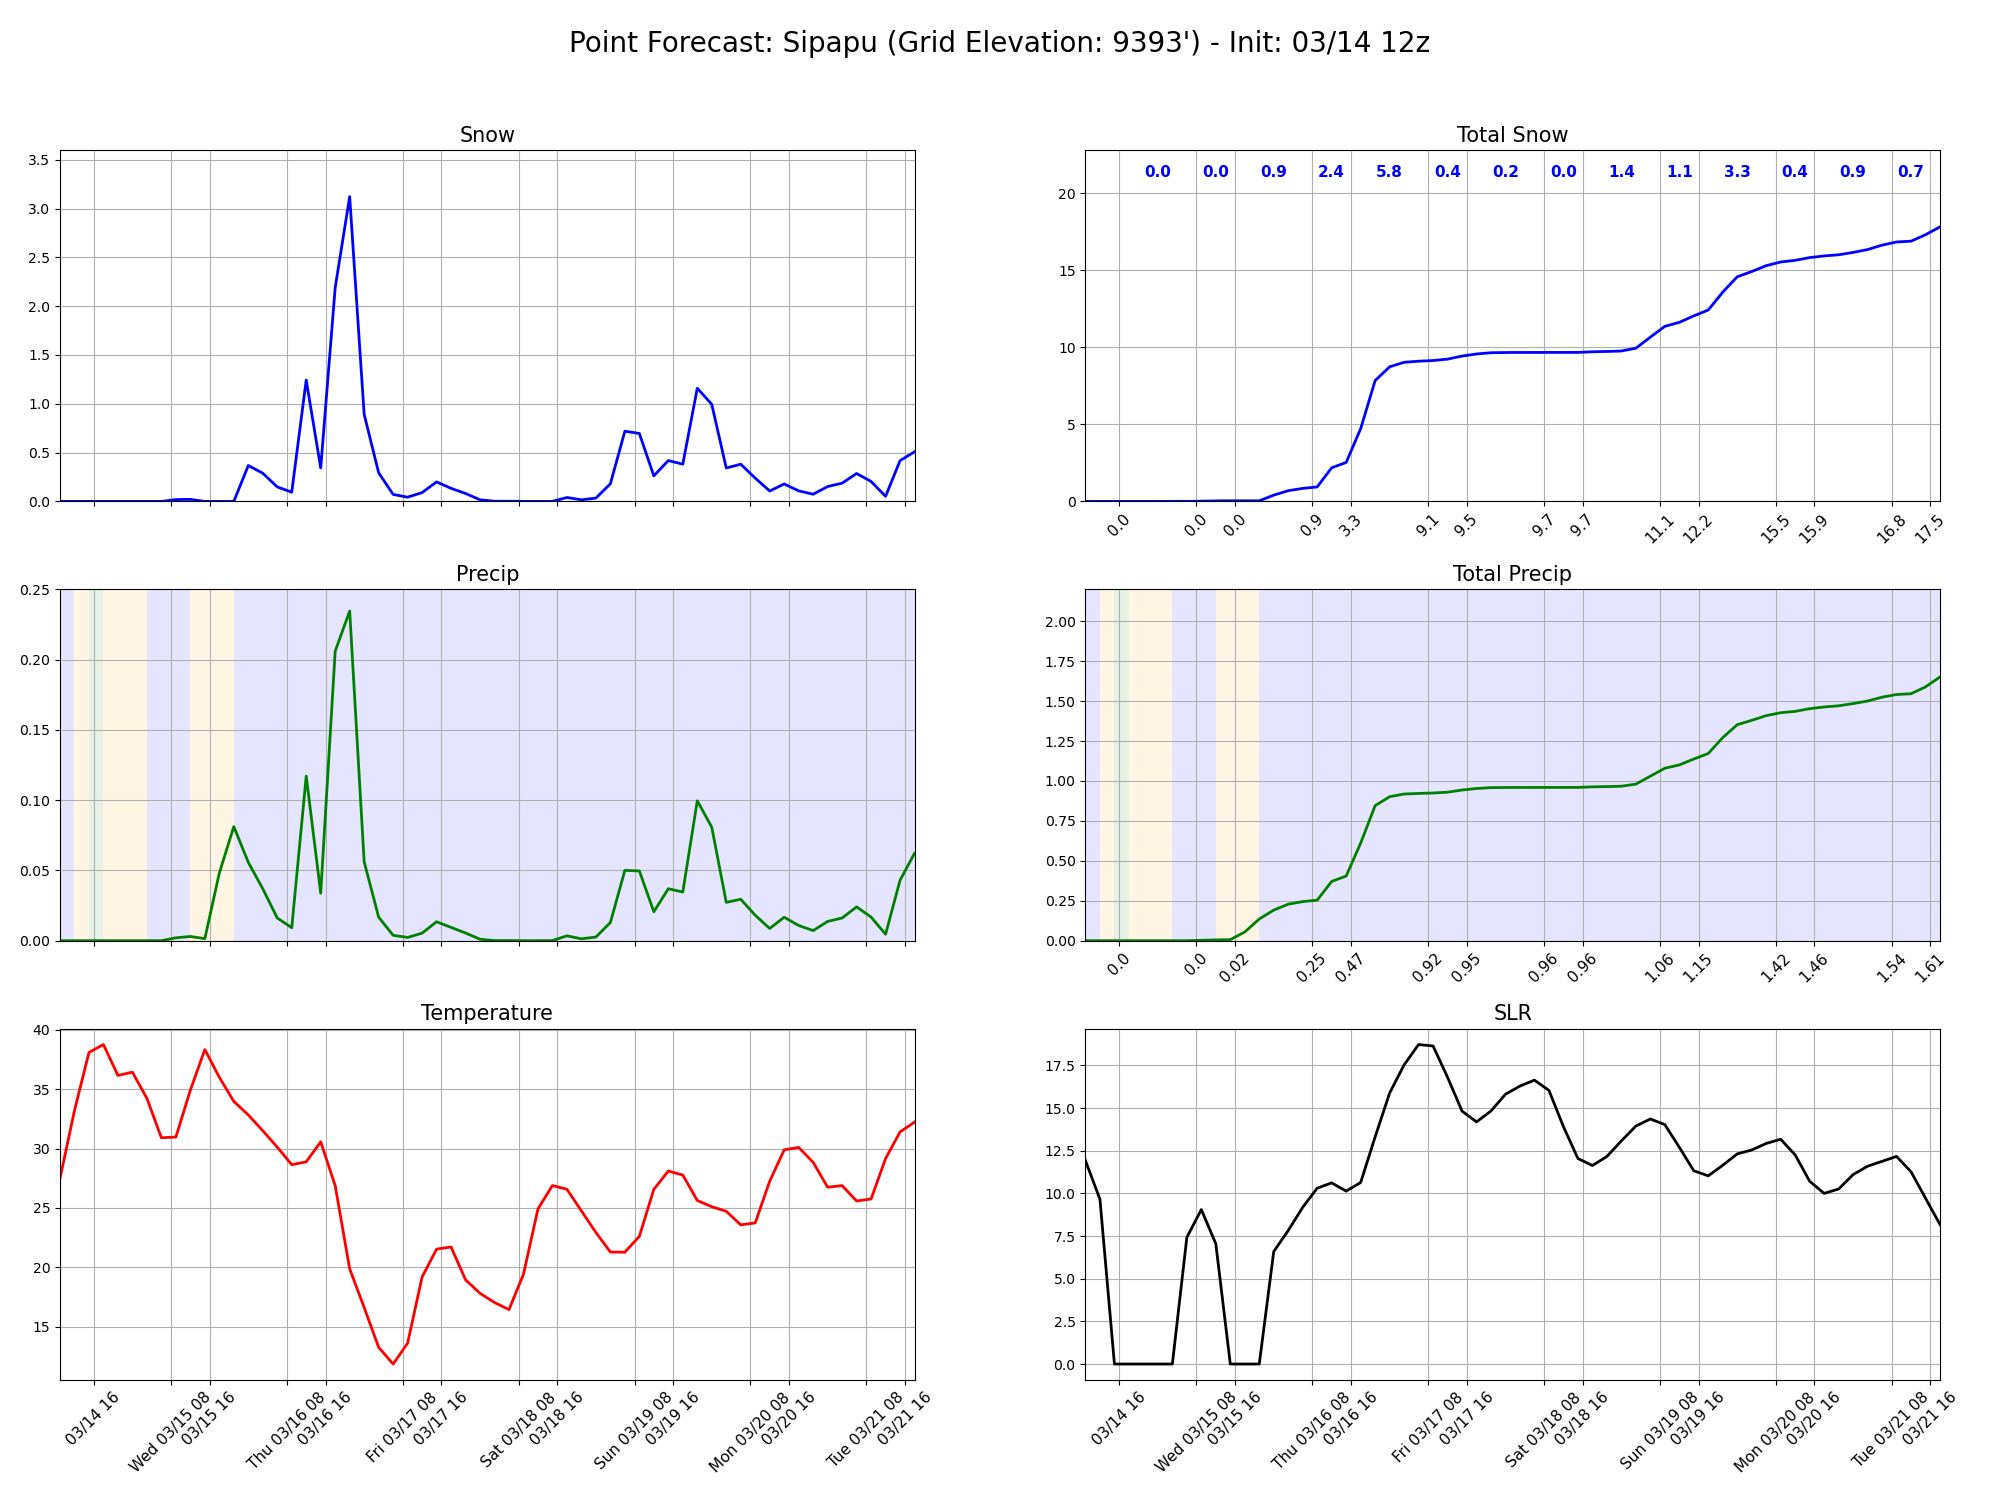 Point Forecast: Sipapu (Grid Elevation: 9393') - Init: 03/14 12z
Snow
3.5
3.0
2.5
2.0
1.5
1.0
0.5
0.0
Total Snow
0.0 0.0 0.9 2.4 5.8 0.4 0.2 0.0 1.4 1.1 3.3 0.4 0.9 0.7
20
15
10
5
0
0.0 0.0 0.0 0.9 3.3 9.1 9.5 9.7 9.7 11.1 12.2 15.5 15.9 16.8 17.5
Precip
0.25
0.20
0.15
0.10
0.05
0.00
Total Precip
2.00
1.75
1.50
1.25
1.00
0.75
0.50
0.25
0.00
0.0 0.0 0.02 0.25 0.47 0.92 0.95 0.96 0.96 1.06 1.15 1.42 1.46 1.54 1.61
Temperature
40
35
30
25
20
15
03/14 16
Wed 03/15 08
03/15 16
Thu 03/16 08
03/16 16
Fri 03/17 08
03/17 16
Sat 03/18 08
03/18 16
Sun 03/19 08
03/19 16
Mon 03/20 08
03/20 16
Tue 03/21 08
03/21 16
SLR
17.5
15.0
12.5
10.0
7.5
5.0
2.5
0.0
03/14 16
Wed 03/15 08
03/15 16
Thu 03/16 08
03/16 16
Fri 03/17 08
03/17 16
Sat 03/18 08
03/18 16
Sun 03/19 08
03/19 16
Mon 03/20 08
03/20 16
Tue 03/21 08
03/21 16